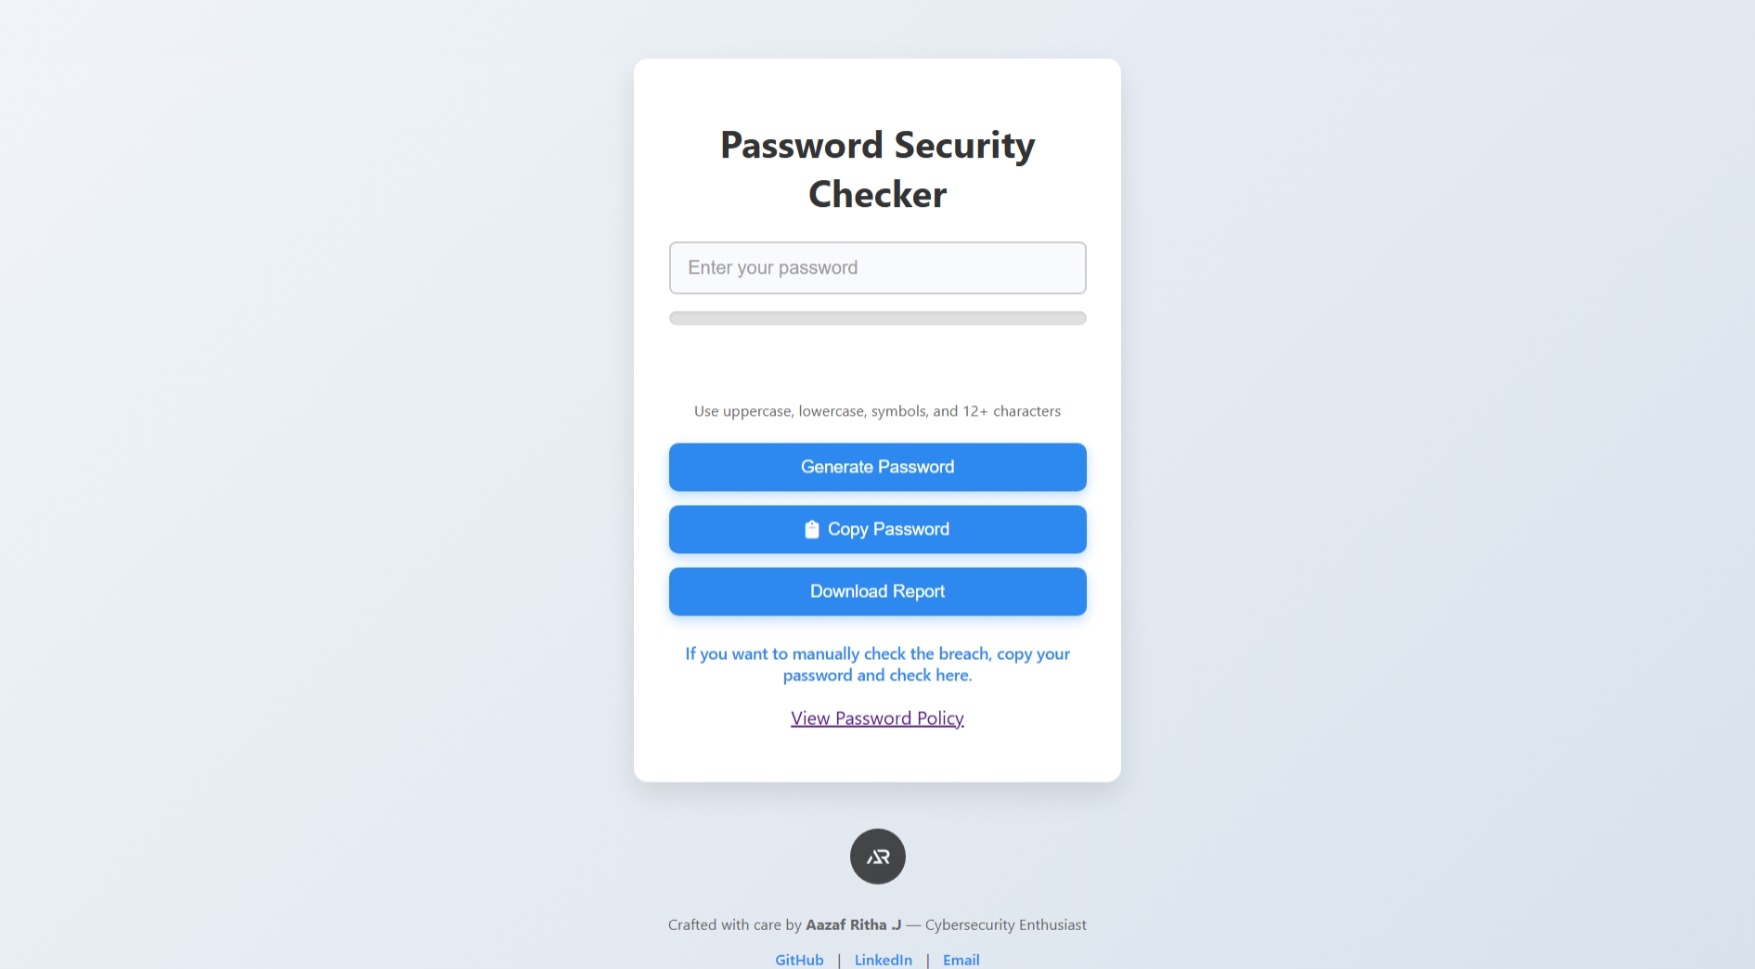 Password Security
Checker
Enter your password
Use uppercase, lowercase, symbols, and 12+ characters
Generate Password
📋 Copy Password
Download Report
If you want to manually check the breach, copy your
password and check here.
View Password Policy
AR
Crafted with care by Aazaf Ritha .J — Cybersecurity Enthusiast
GitHub | LinkedIn | Email